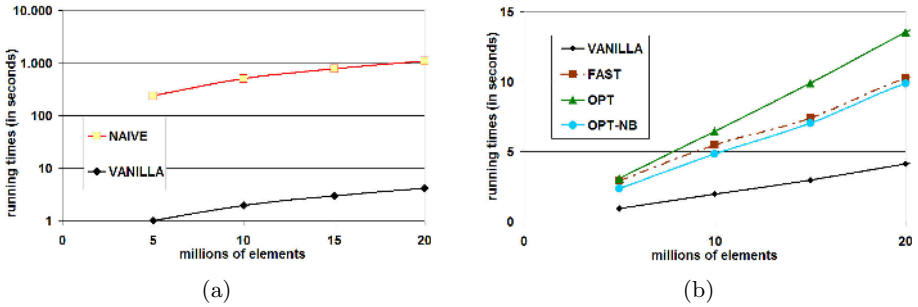 (a)
running times (in seconds)
10.000
1.000
100
10
1
NAIVE
VANILLA
0
5
10
15
20
millions of elements
(a)
(b)
running times (in seconds)
15
10
5
0
VANILLA
FAST
OPT
OPT-NB
0
10
20
millions of elements
(b)